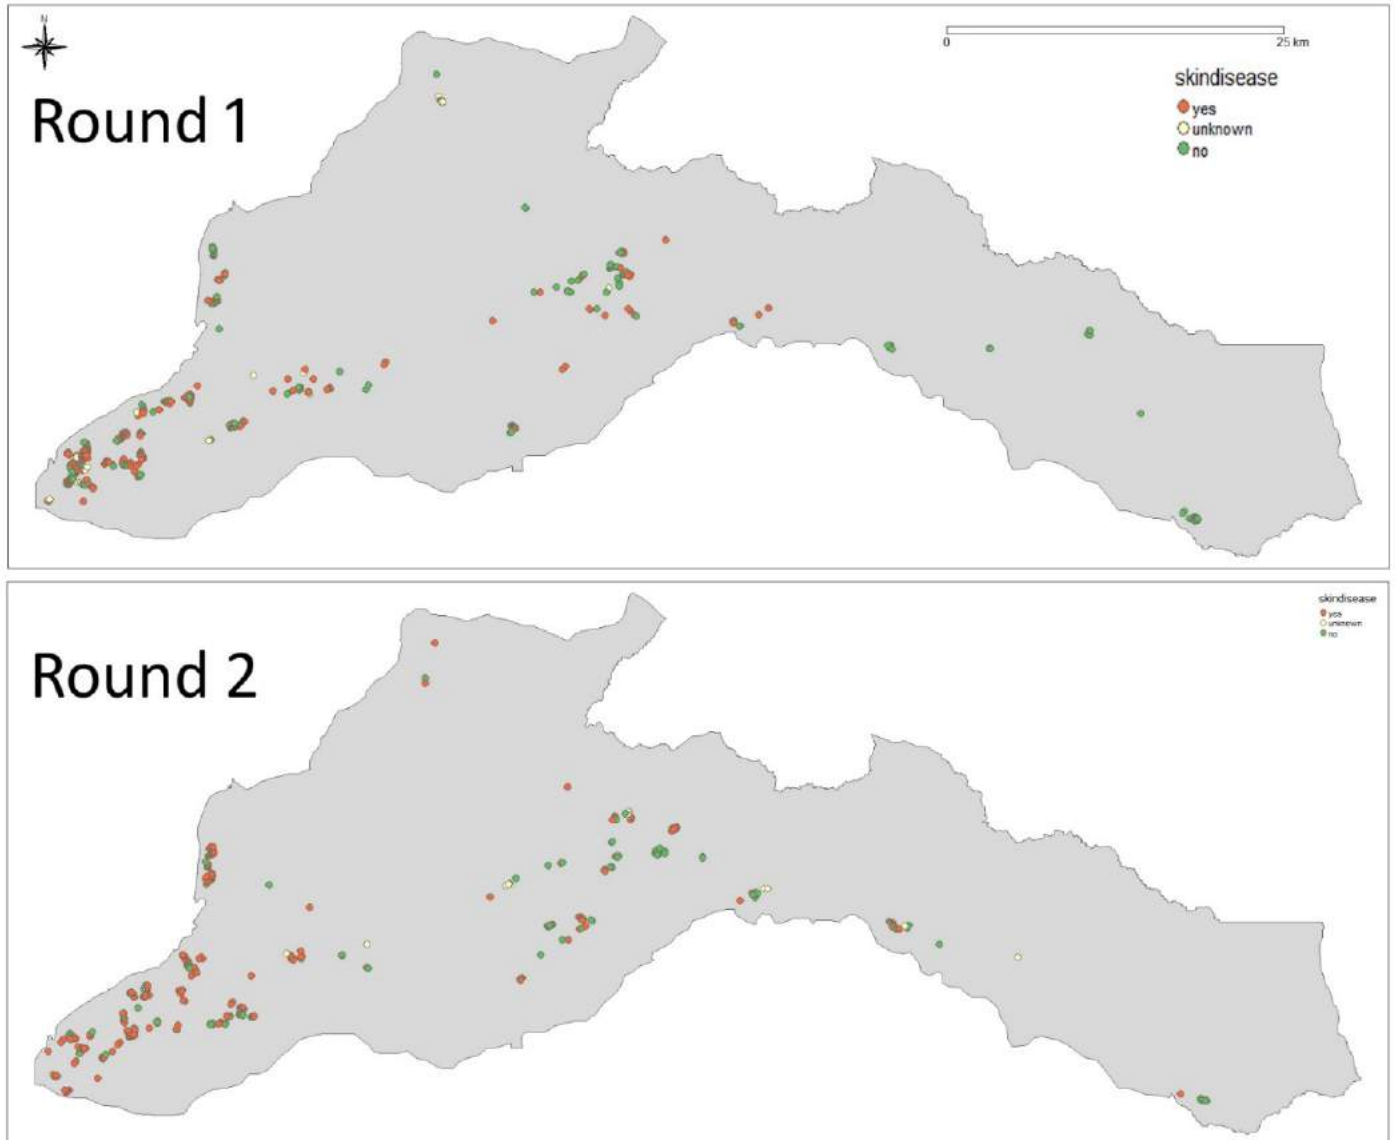 N
Round 1
0
25 km
skindisease
yes
unknown
no
Round 2
skindisease
yes
unknown
no